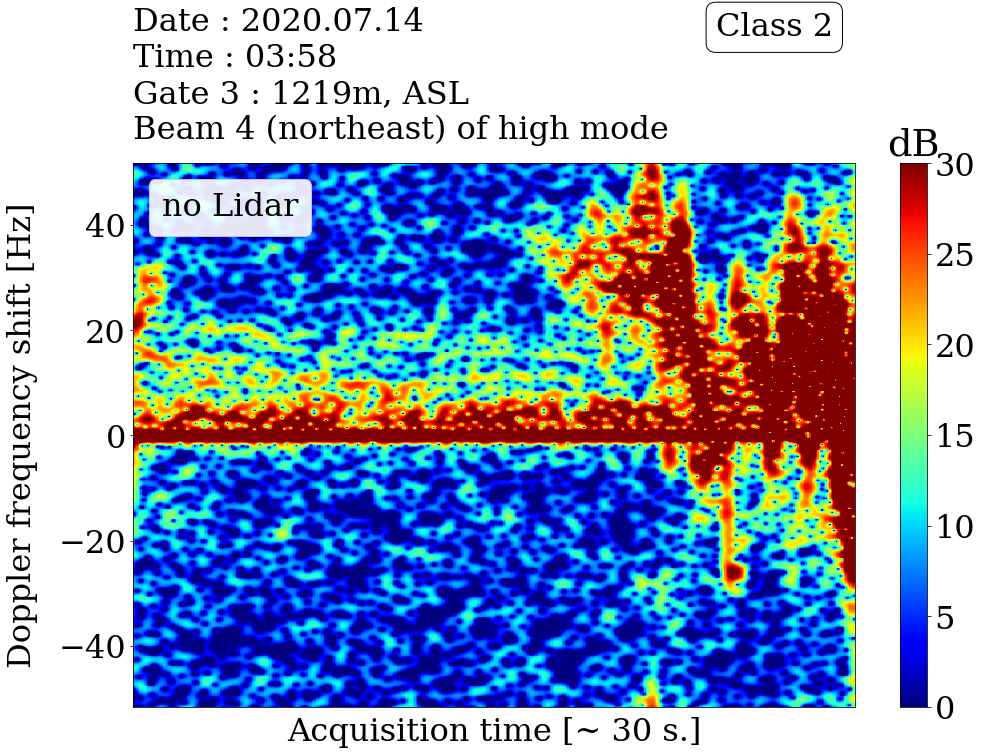 Date : 2020.07.14
Time : 03:58
Gate 3 : 1219m, ASL
Beam 4 (northeast) of high mode
Class 2
dB
no Lidar
Doppler frequency shift [Hz]
40
20
0
−20
−40
Acquisition time [~ 30 s.]
30
25
20
15
10
5
0